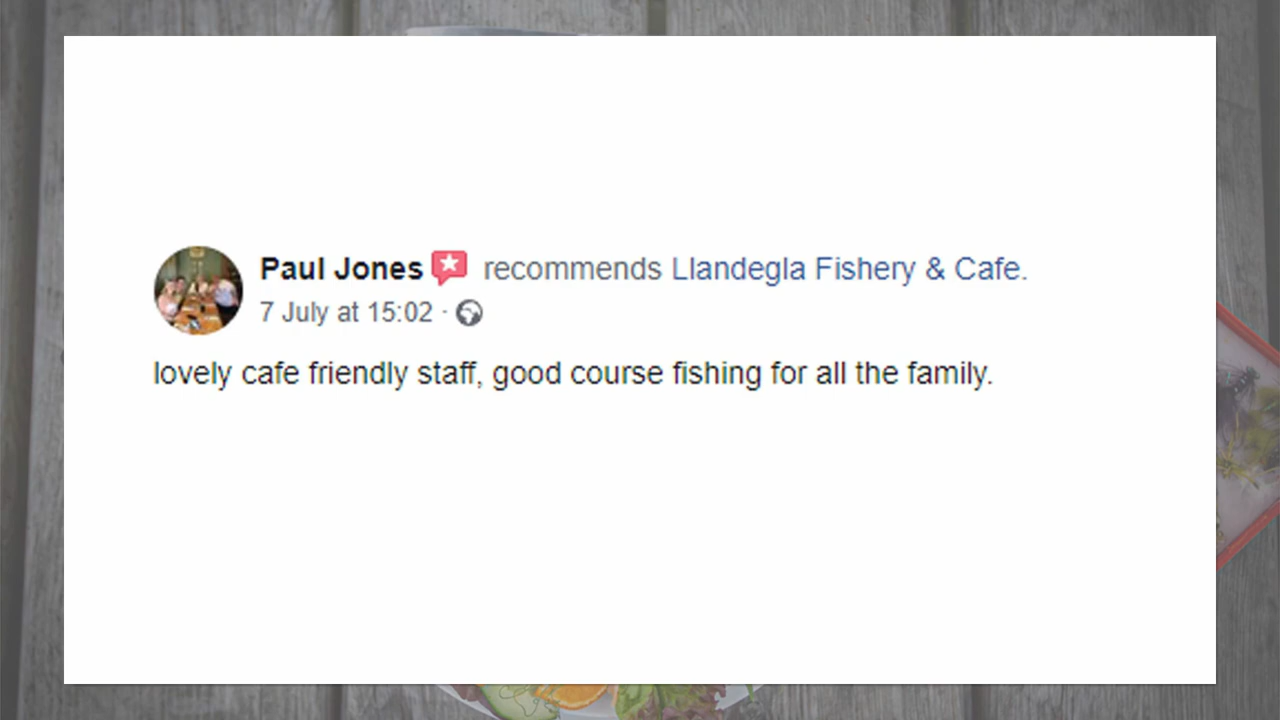 Paul Jones recommends Llandegla Fishery & Cafe.
7 July at 15:02 ·
lovely cafe friendly staff, good course fishing for all the family.